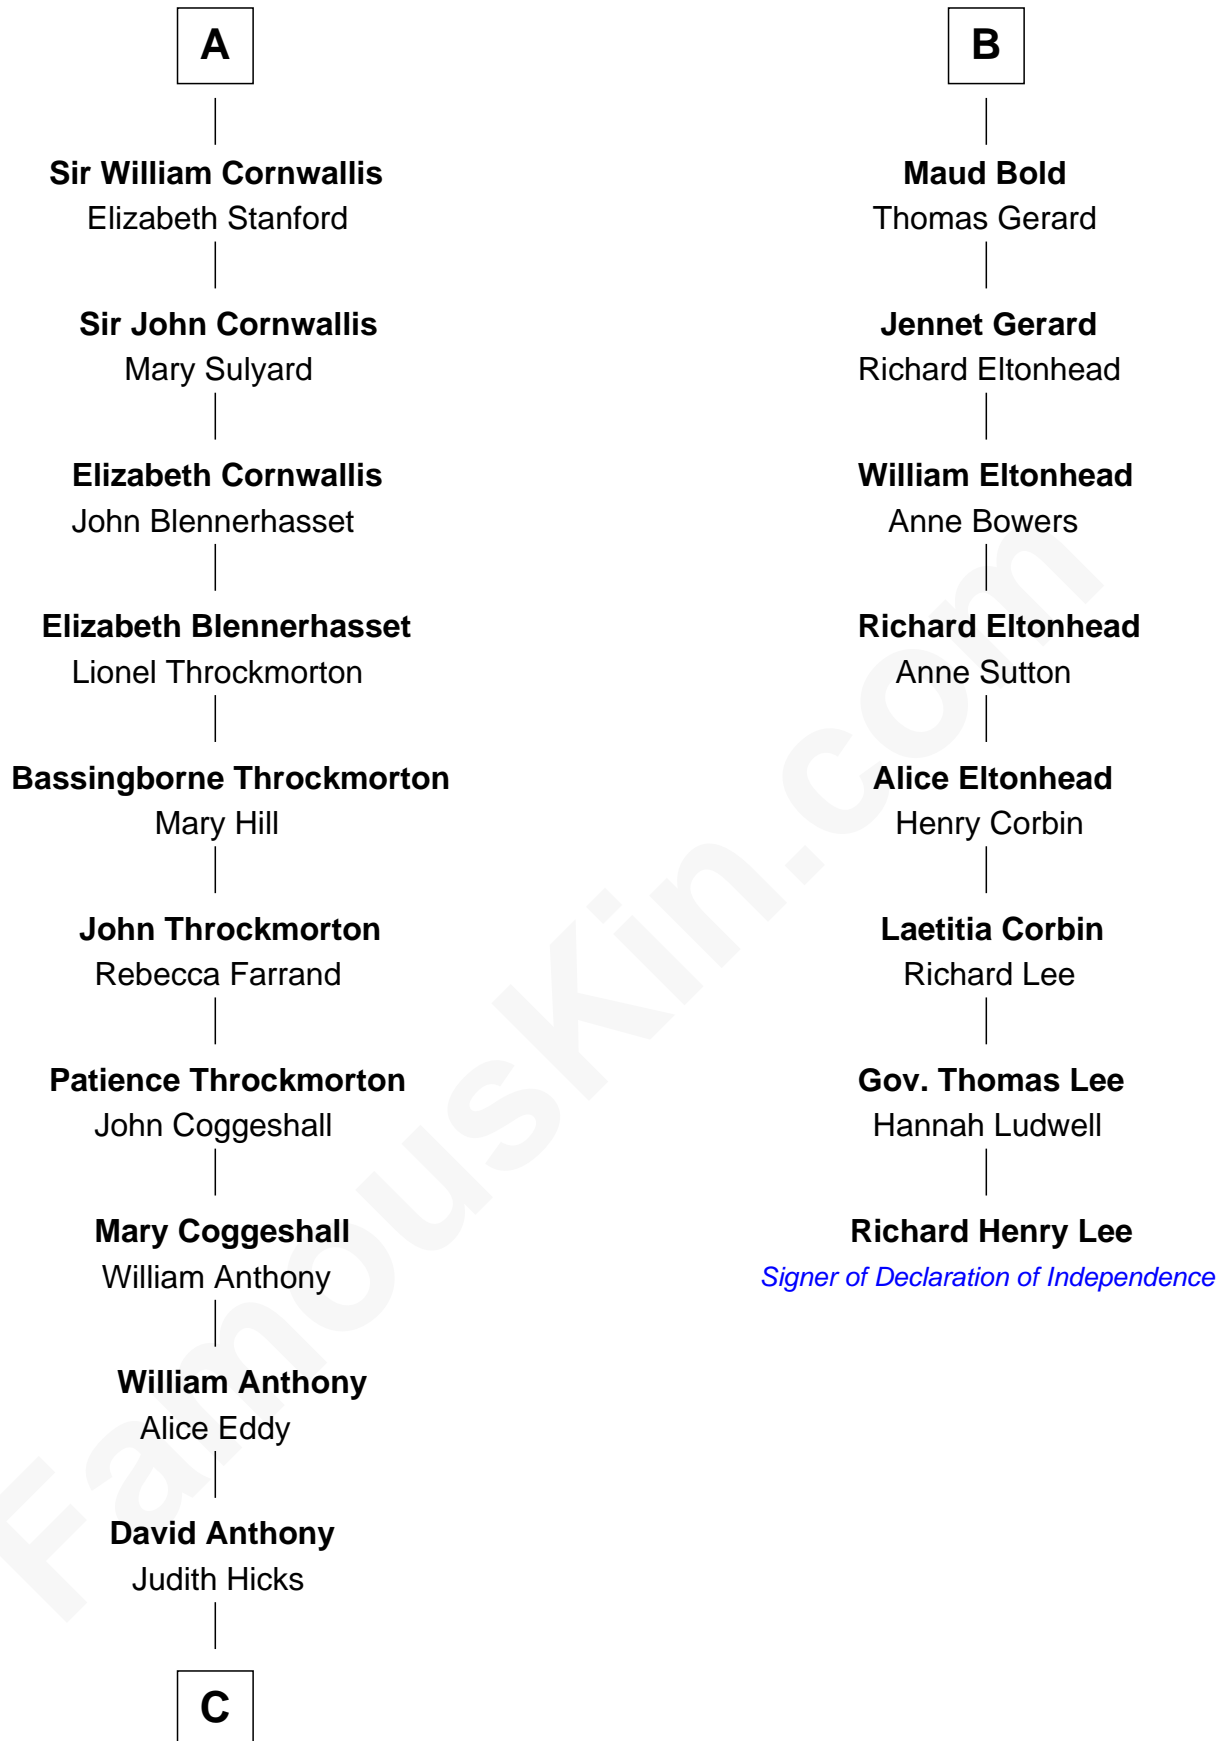 A
Sir William Cornwallis
Elizabeth Stanford
Sir John Cornwallis
Mary Sulyard
Elizabeth Cornwallis
John Blennerhasset
Elizabeth Blennerhasset
Lionel Throckmorton
Bassingborne Throckmorton
Mary Hill
John Throckmorton
Rebecca Farrand
Patience Throckmorton
John Coggeshall
Mary Coggeshall
William Anthony
William Anthony
Alice Eddy
David Anthony
Judith Hicks
C
B
Maud Bold
Thomas Gerard
Jennet Gerard
Richard Eltonhead
William Eltonhead
Anne Bowers
Richard Eltonhead
Anne Sutton
Alice Eltonhead
Henry Corbin
Laetitia Corbin
Richard Lee
Gov. Thomas Lee
Hannah Ludwell
Richard Henry Lee
Signer of Declaration of Independence
FamousKin.com